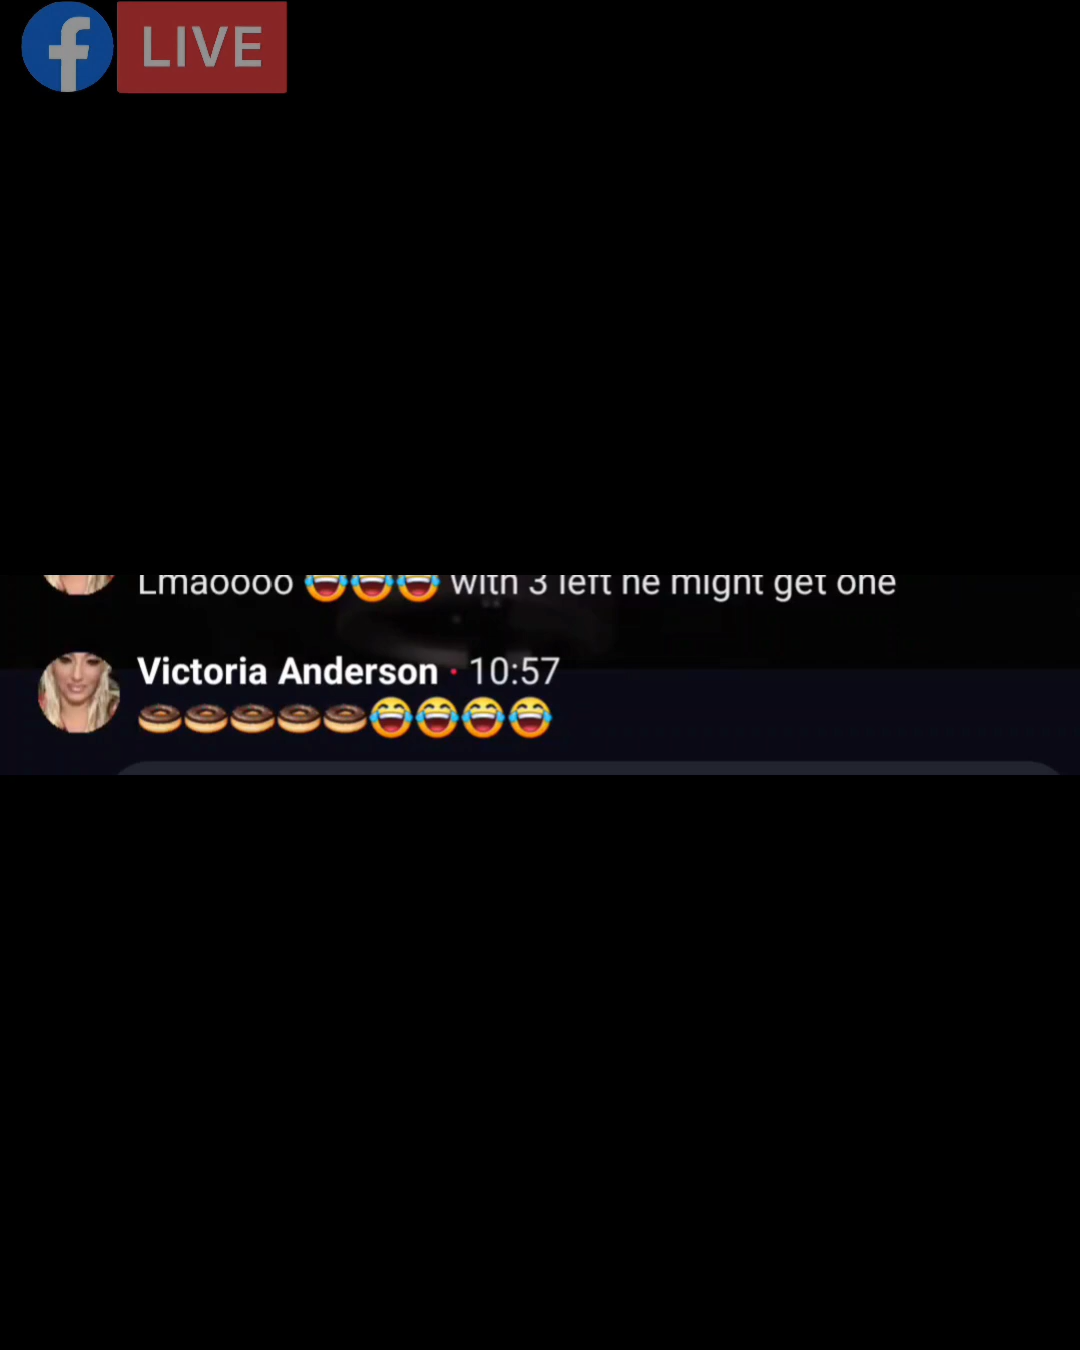 f LIVE
Lmaoooo 😂😂😂 with 3 left he might get one
Victoria Anderson · 10:57
🍩🍩🍩🍩🍩😂😂😂😂